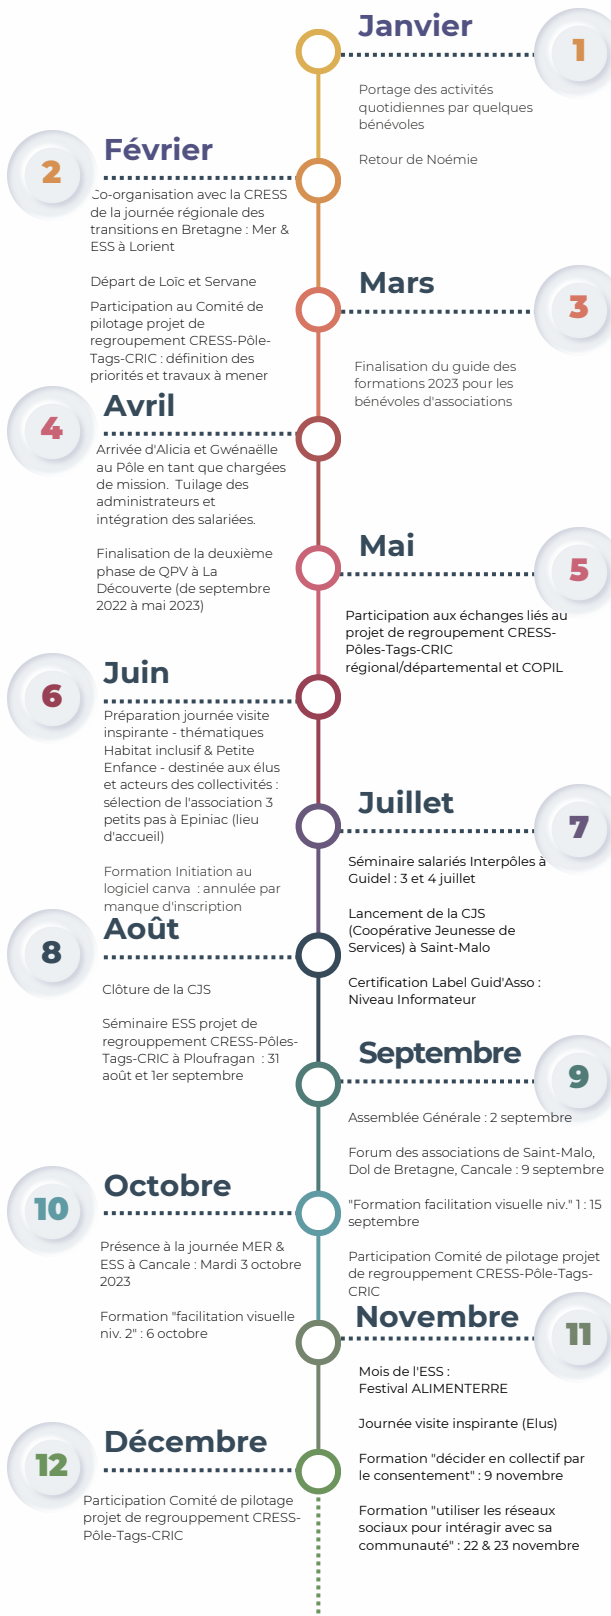 Janvier
1
Portage des activités
quotidiennes par quelques
bénévoles
Retour de Noémie
2
Février
Co-organisation avec la CRESS
de la journée régionale des
transitions en Bretagne : Mer &
ESS à Lorient
Départ de Loïc et Servane
Participation au Comité de
pilotage projet de
regroupement CRESS-Pôle-
Tags-CRIC : définition des
priorités et travaux à mener
Mars
3
Finalisation du guide des
formations 2023 pour les
bénévoles d'associations
4
Avril
Arrivée d'Alicia et Gwénaëlle
au Pôle en tant que chargées
de mission. Tuilage des
administrateurs et
intégration des salariées.
Finalisation de la deuxième
phase de QPV à La
Découverte (de septembre
2022 à mai 2023)
Mai
5
Participation aux échanges liés au
projet de regroupement CRESS-
Pôles-Tags-CRIC
régional/départemental et COPIL
6
Juin
Préparation journée visite
inspirante - thématiques
Habitat inclusif & Petite
Enfance - destinée aux élus
et acteurs des collectivités :
sélection de l'association 3
petits pas à Epiniac (lieu
d'accueil)
Formation Initiation au
logiciel canva : annulée par
manque d'inscription
Juillet
7
Séminaire salariés Interpôles à
Guidel : 3 et 4 juillet
Lancement de la CJS
(Coopérative Jeunesse de
Services) à Saint-Malo
Certification Label Guid'Asso :
Niveau Informateur
8
Août
Clôture de la CJS
Séminaire ESS projet de
regrouppement CRESS-Pôles-
Tags-CRIC à Ploufragan : 31
août et 1er septembre
Septembre
9
Assemblée Générale : 2 septembre
Forum des associations de Saint-Malo,
Dol de Bretagne, Cancale : 9 septembre
"Formation facilitation visuelle niv." 1 : 15
septembre
Participation Comité de pilotage projet
de regrouppement CRESS-Pôle-Tags-
CRIC
10
Octobre
Présence à la journée MER &
ESS à Cancale : Mardi 3 octobre
2023
Formation "facilitation visuelle
niv. 2" : 6 octobre
Novembre
11
Mois de l'ESS :
Festival ALIMENTERRE
Journée visite inspirante (Elus)
Formation "décider en collectif par
le consentement" : 9 novembre
Formation "utiliser les réseaux
sociaux pour intéragir avec sa
communauté" : 22 & 23 novembre
12
Décembre
Participation Comité de pilotage
projet de regrouppement CRESS-
Pôle-Tags-CRIC